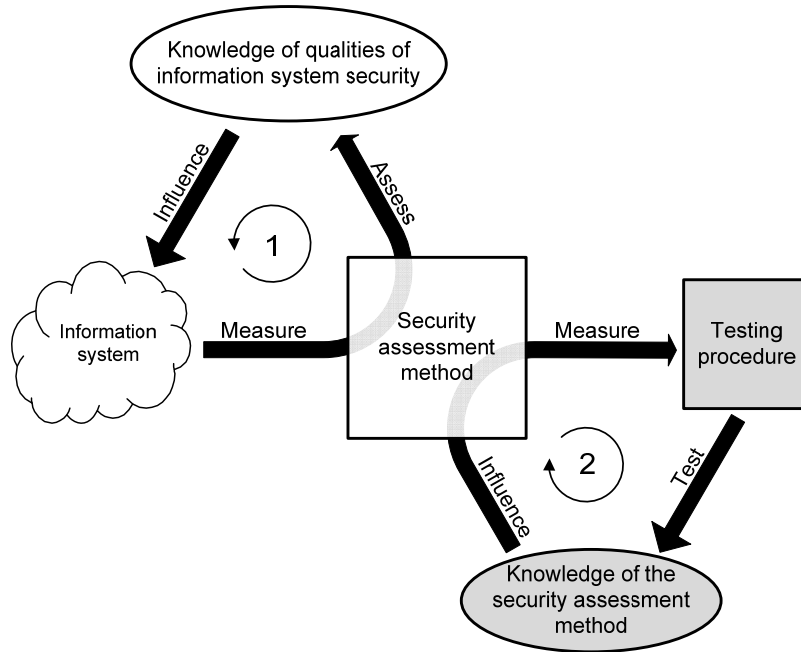 Knowledge of qualities of
information system security
Influence
Assess
1
Information
system
Measure
Security
assessment
method
Measure
Testing
procedure
Influence
2
Test
Knowledge of the
security assessment
method